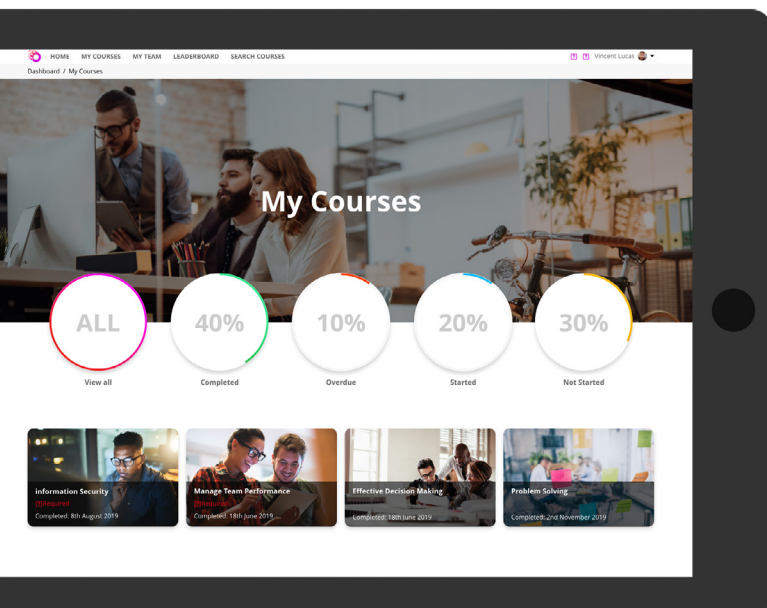 HOME MY COURSES MY TEAM LEADERBOARD SEARCH COURSES
Vincent Lucas
Dashboard / My Courses
My Courses
ALL 40% 10% 20% 30%
View all Completed Overdue Started Not Started
information Security Manage Team Performance Effective Decision Making Problem Solving
Required Required
Completed: 8th August 2019 Completed: 18th June 2019 Completed: 18th June 2019 Completed: 2nd November 2019